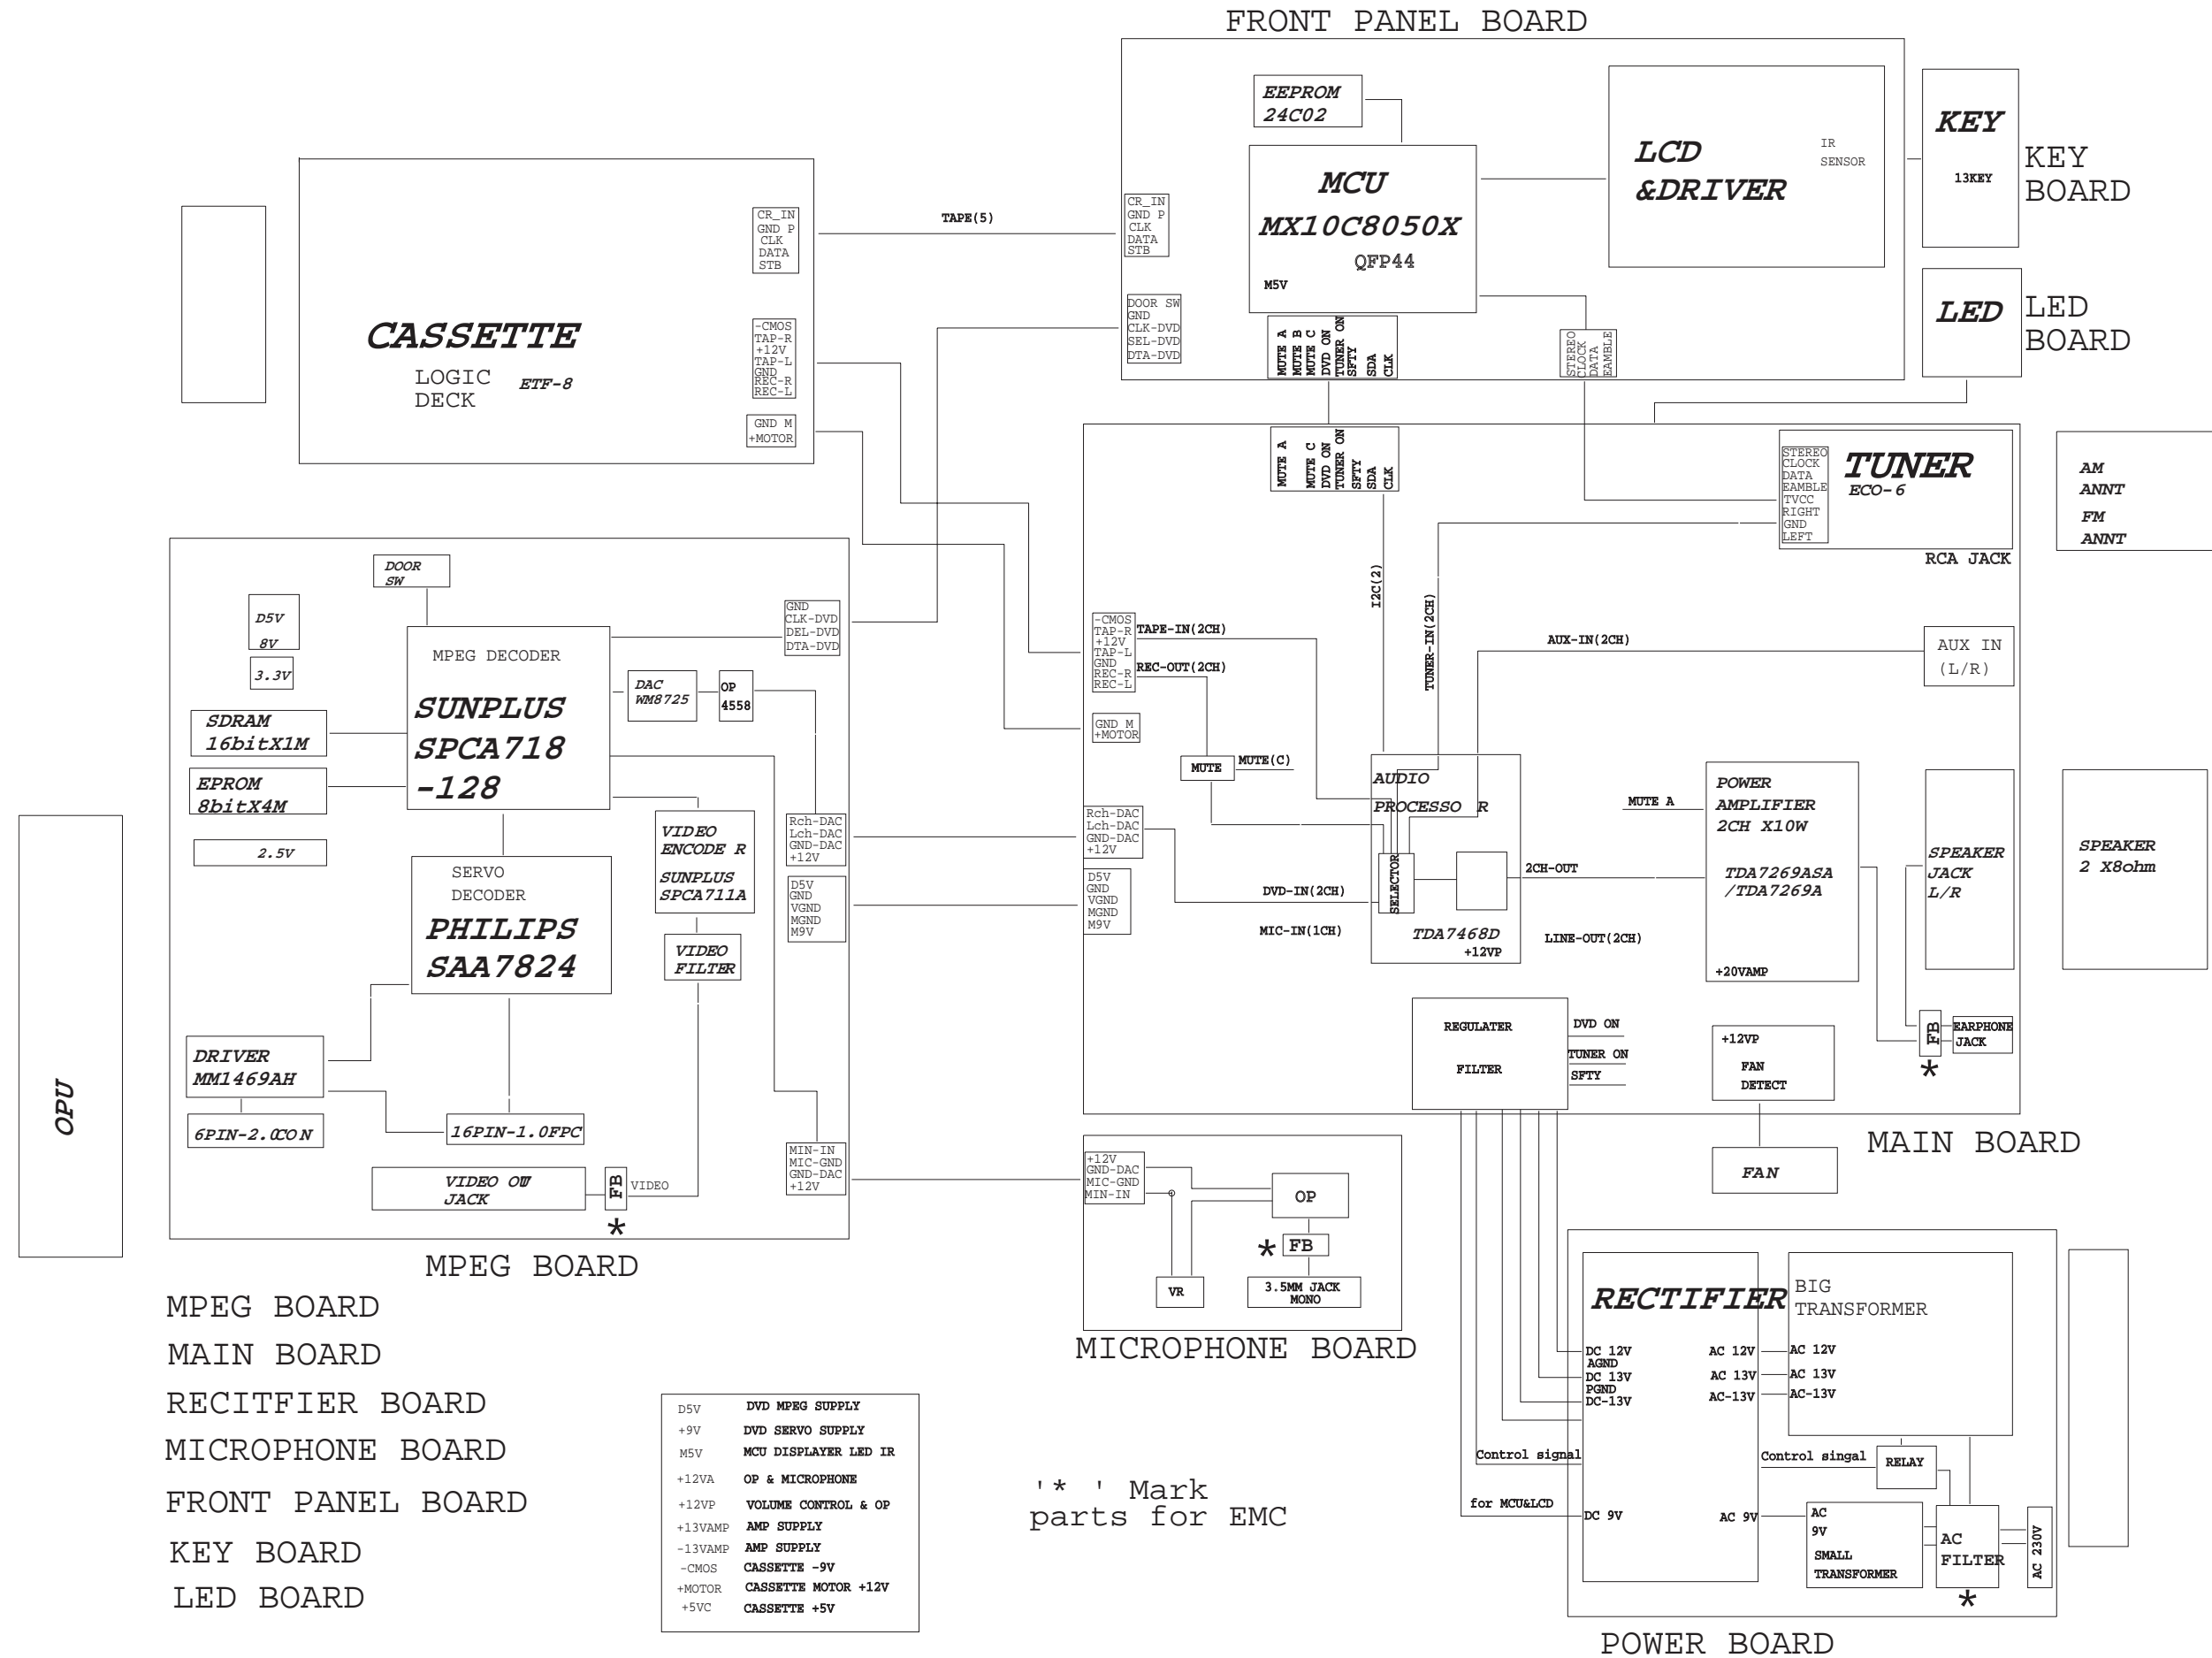 FRONT PANEL BOARD
EEPROM
24C02
MCU
MX10C8050X
QFP44
M5V
LCD
&DRIVER
IR
SENSOR
KEY
13KEY
KEY
BOARD
LED
LED
BOARD
CR_IN
GND P
CLK
DATA
STB
DOOR SW
GND
CLK-DVD
SEL-DVD
DTA-DVD
MUTE A
MUTE B
MUTE C
DVD ON
TUNER ON
SFTY
SDA
CLK
STEREO
CLOCK
DATA
EAMBLE
TAPE(5)
CASSETTE
LOGIC
DECK
ETF-8
CR_IN
GND P
CLK
DATA
STB
-CMOS
TAP-R
+12V
TAP-L
GND
REC-R
REC-L
GND M
+MOTOR
MUTE A
MUTE C
DVD ON
TUNER ON
SFTY
SDA
CLK
STEREO
CLOCK
DATA
EAMBLE
TVCC
RIGHT
GND
LEFT
TUNER
ECO-6
RCA JACK
AM
ANNT
FM
ANNT
I2C(2)
TUNER-IN(2CH)
-CMOS
TAP-R
+12V
TAP-L
GND
REC-R
REC-L
TAPE-IN(2CH)
REC-OUT(2CH)
AUX-IN(2CH)
AUX IN
(L/R)
GND M
+MOTOR
MUTE
MUTE(C)
Rch-DAC
Lch-DAC
GND-DAC
+12V
D5V
GND
VGND
MGND
M9V
AUDIO
PROCESSO R
SELECTOR
TDA7468D
+12VP
DVD-IN(2CH)
MIC-IN(1CH)
2CH-OUT
LINE-OUT(2CH)
MUTE A
POWER
AMPLIFIER
2CH X10W
TDA7269ASA
/TDA7269A
+20VAMP
SPEAKER
JACK
L/R
SPEAKER
2 X8ohm
REGULATER
FILTER
DVD ON
TUNER ON
SFTY
+12VP
FAN
DETECT
FB
EARPHONE
JACK
*
FAN
MAIN BOARD
OPU
DOOR
SW
D5V
8V
3.3V
SDRAM
16bitX1M
EPROM
8bitX4M
2.5V
MPEG DECODER
SUNPLUS
SPCA718
-128
SERVO
DECODER
PHILIPS
SAA7824
DAC
WM8725
OP
4558
GND
CLK-DVD
DEL-DVD
DTA-DVD
VIDEO
ENCODE R
SUNPLUS
SPCA711A
VIDEO
FILTER
Rch-DAC
Lch-DAC
GND-DAC
+12V
D5V
GND
VGND
MGND
M9V
DRIVER
MM1469AH
6PIN-2.0CON
16PIN-1.0FPC
VIDEO OUT
JACK
FB
VIDEO
*
MIN-IN
MIC-GND
GND-DAC
+12V
MPEG BOARD
+12V
GND-DAC
MIC-GND
MIN-IN
OP
*
FB
VR
3.5MM JACK
MONO
MICROPHONE BOARD
RECTIFIER
BIG
TRANSFORMER
DC 12V
AGND
DC 13V
PGND
DC-13V
AC 12V
AC 13V
AC-13V
AC 12V
AC 13V
AC-13V
Control signal
Control singal
RELAY
for MCU&LCD
DC 9V
AC 9V
AC
9V
SMALL
TRANSFORMER
AC
FILTER
AC 230V
*
POWER BOARD
MPEG BOARD
MAIN BOARD
RECITFIER BOARD
MICROPHONE BOARD
FRONT PANEL BOARD
KEY BOARD
LED BOARD
D5V DVD MPEG SUPPLY
+9V DVD SERVO SUPPLY
M5V MCU DISPLAYER LED IR
+12VA OP & MICROPHONE
+12VP VOLUME CONTROL & OP
+13VAMP AMP SUPPLY
-13VAMP AMP SUPPLY
-CMOS CASSETTE -9V
+MOTOR CASSETTE MOTOR +12V
+5VC CASSETTE +5V
'* ' Mark
parts for EMC